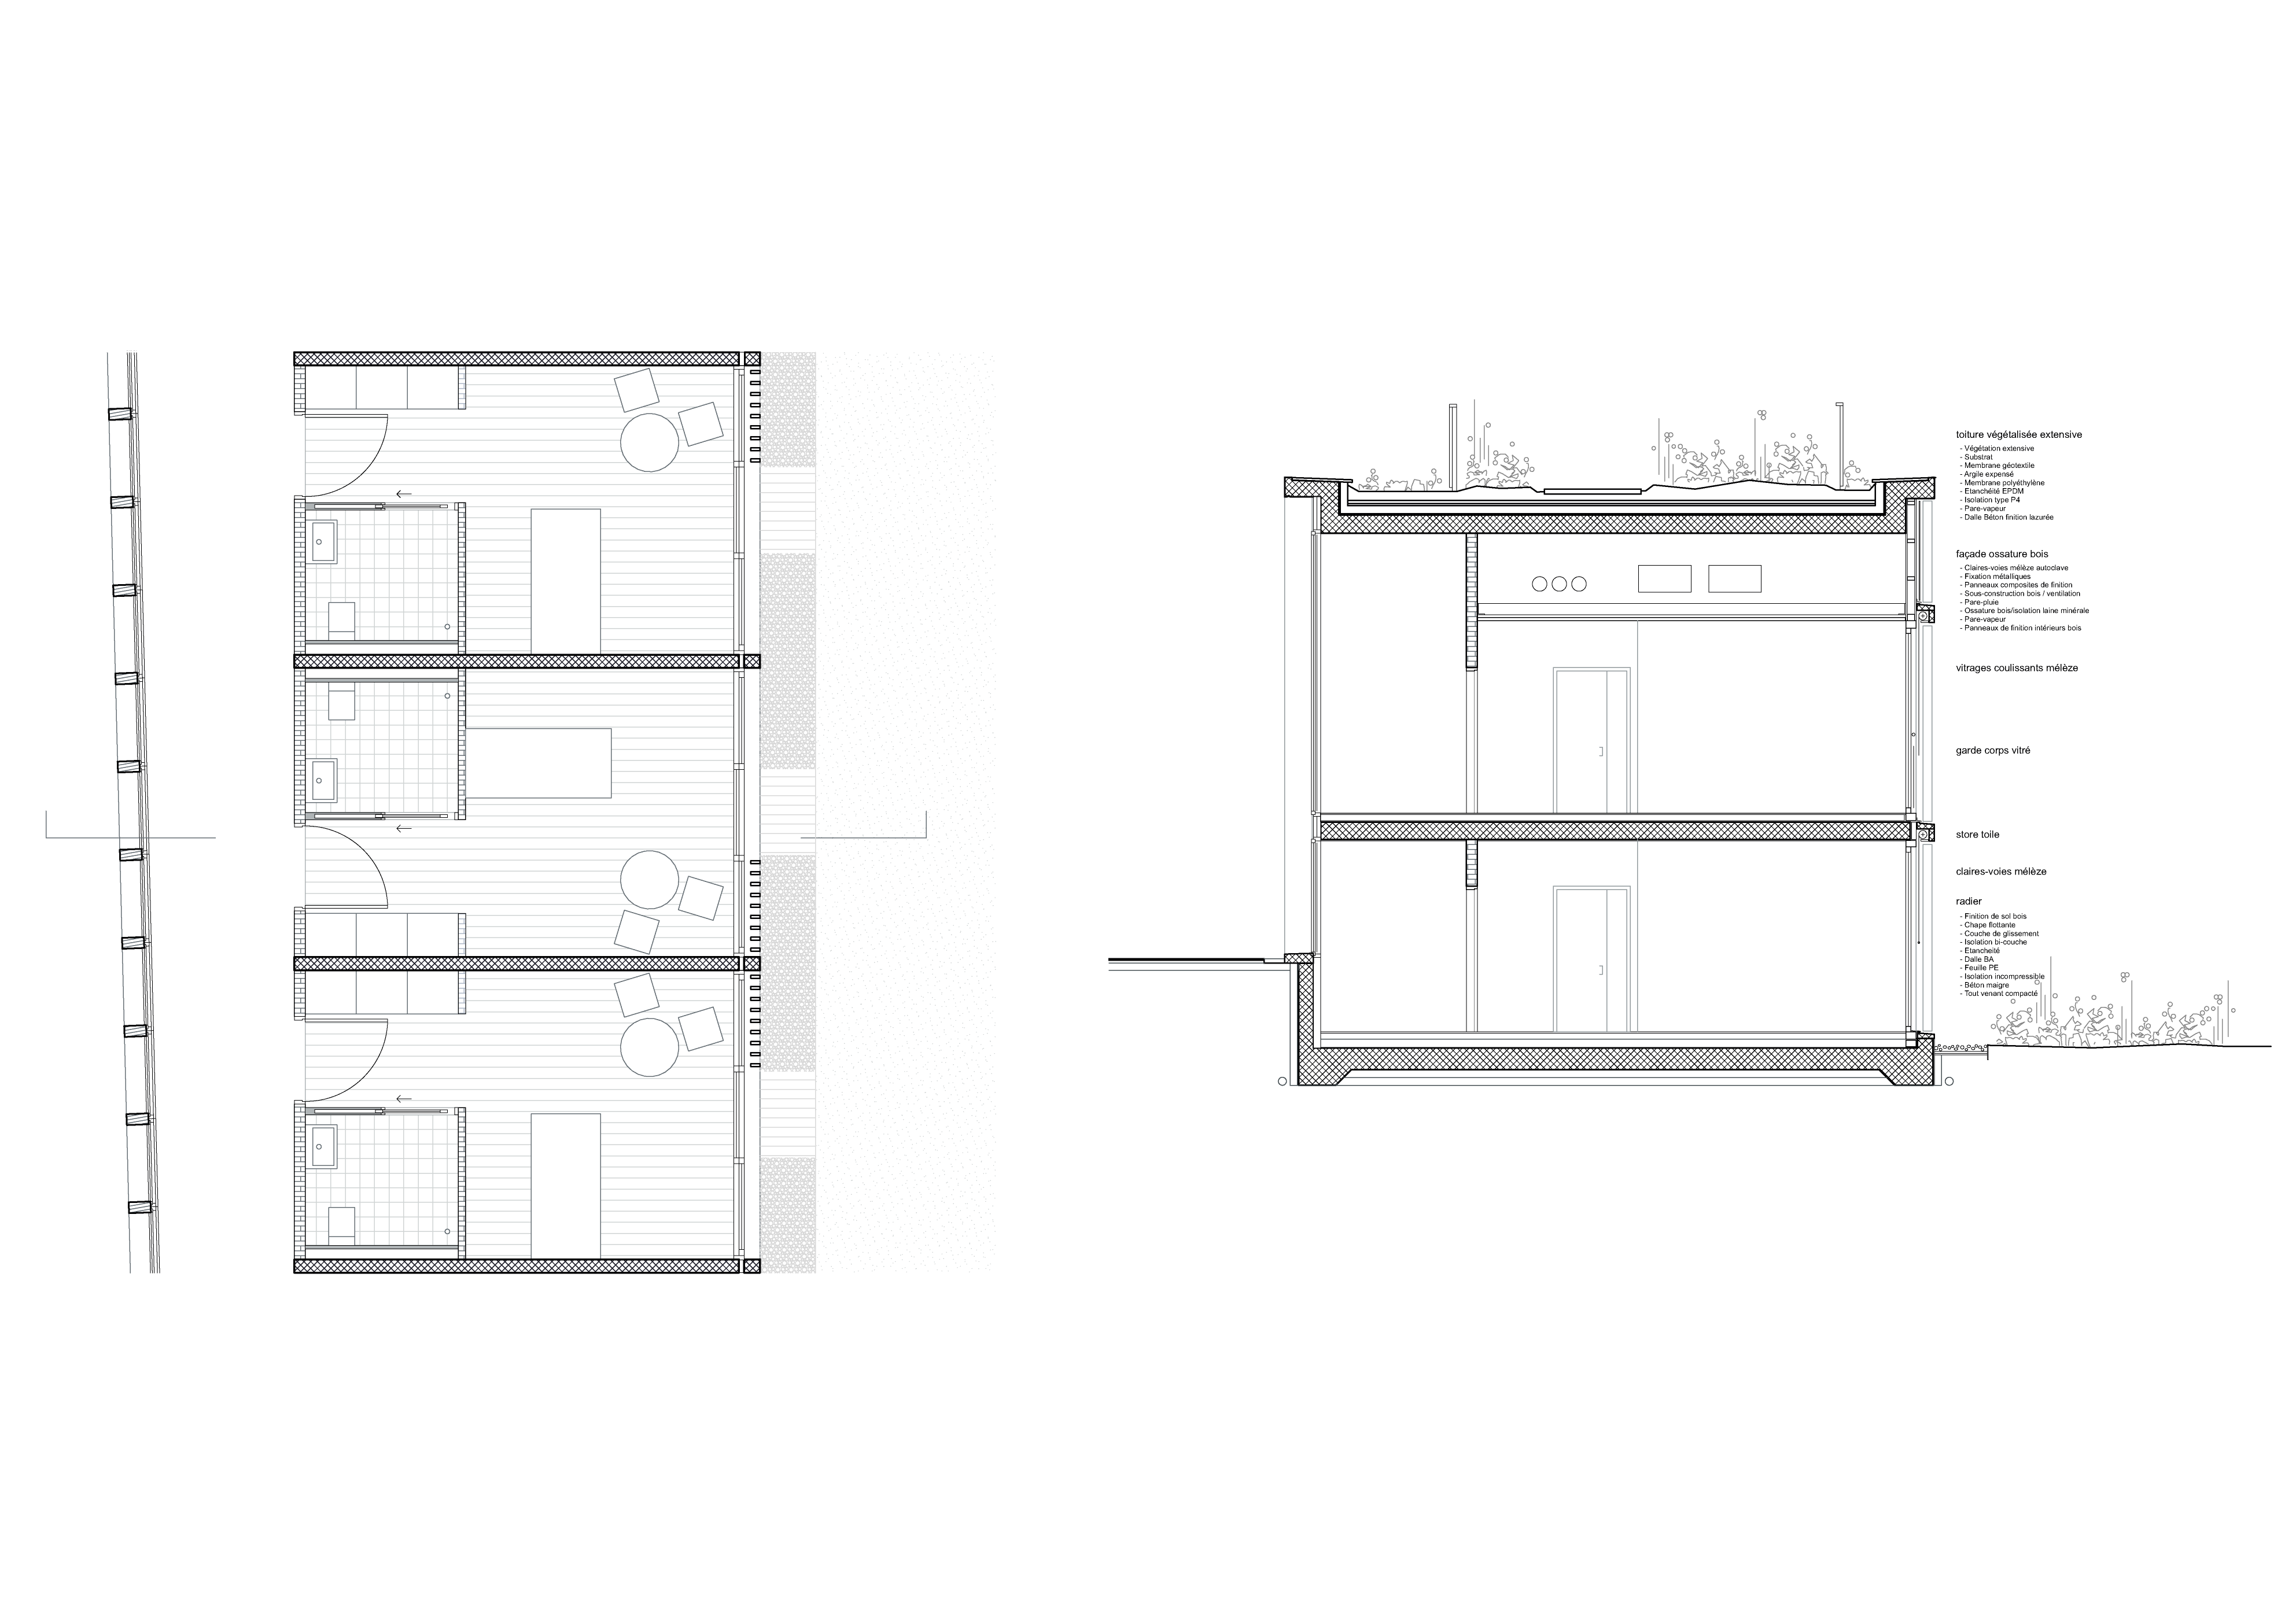 toiture végétalisée extensive
- Végétation extensive
- Substrat
- Membrane géotextile
- Argile expensé
- Membrane polyéthylène
- Etanchéité EPDM
- Isolation type P4
- Pare-vapeur
- Dalle Béton finition lazurée
façade ossature bois
- Claires-voies mélèze autoclave
- Fixation métalliques
- Panneaux composites de finition
- Sous-construction bois / ventilation
- Pare-pluie
- Ossature bois/isolation laine minérale
- Pare-vapeur
- Panneaux de finition intérieurs bois
vitrages coulissants mélèze
garde corps vitré
store toile
claires-voies mélèze
radier
- Finition de sol bois
- Chape flottante
- Couche de glissement
- Isolation bi-couche
- Etancheité
- Dalle BA
- Feuille PE
- Isolation incompressible
- Béton maigre
- Tout venant compacté